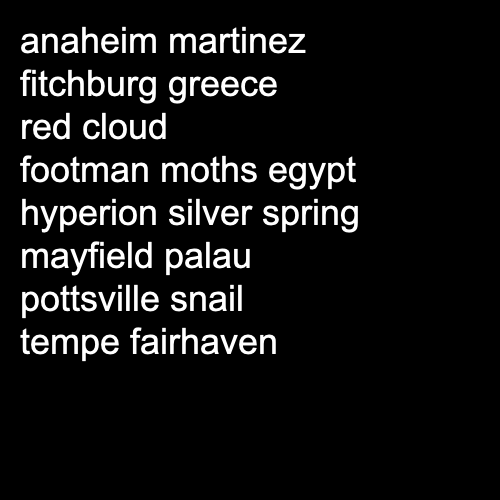 anaheim martinez
fitchburg greece
red cloud
footman moths egypt
hyperion silver spring
mayfield palau
pottsville snail
tempe fairhaven